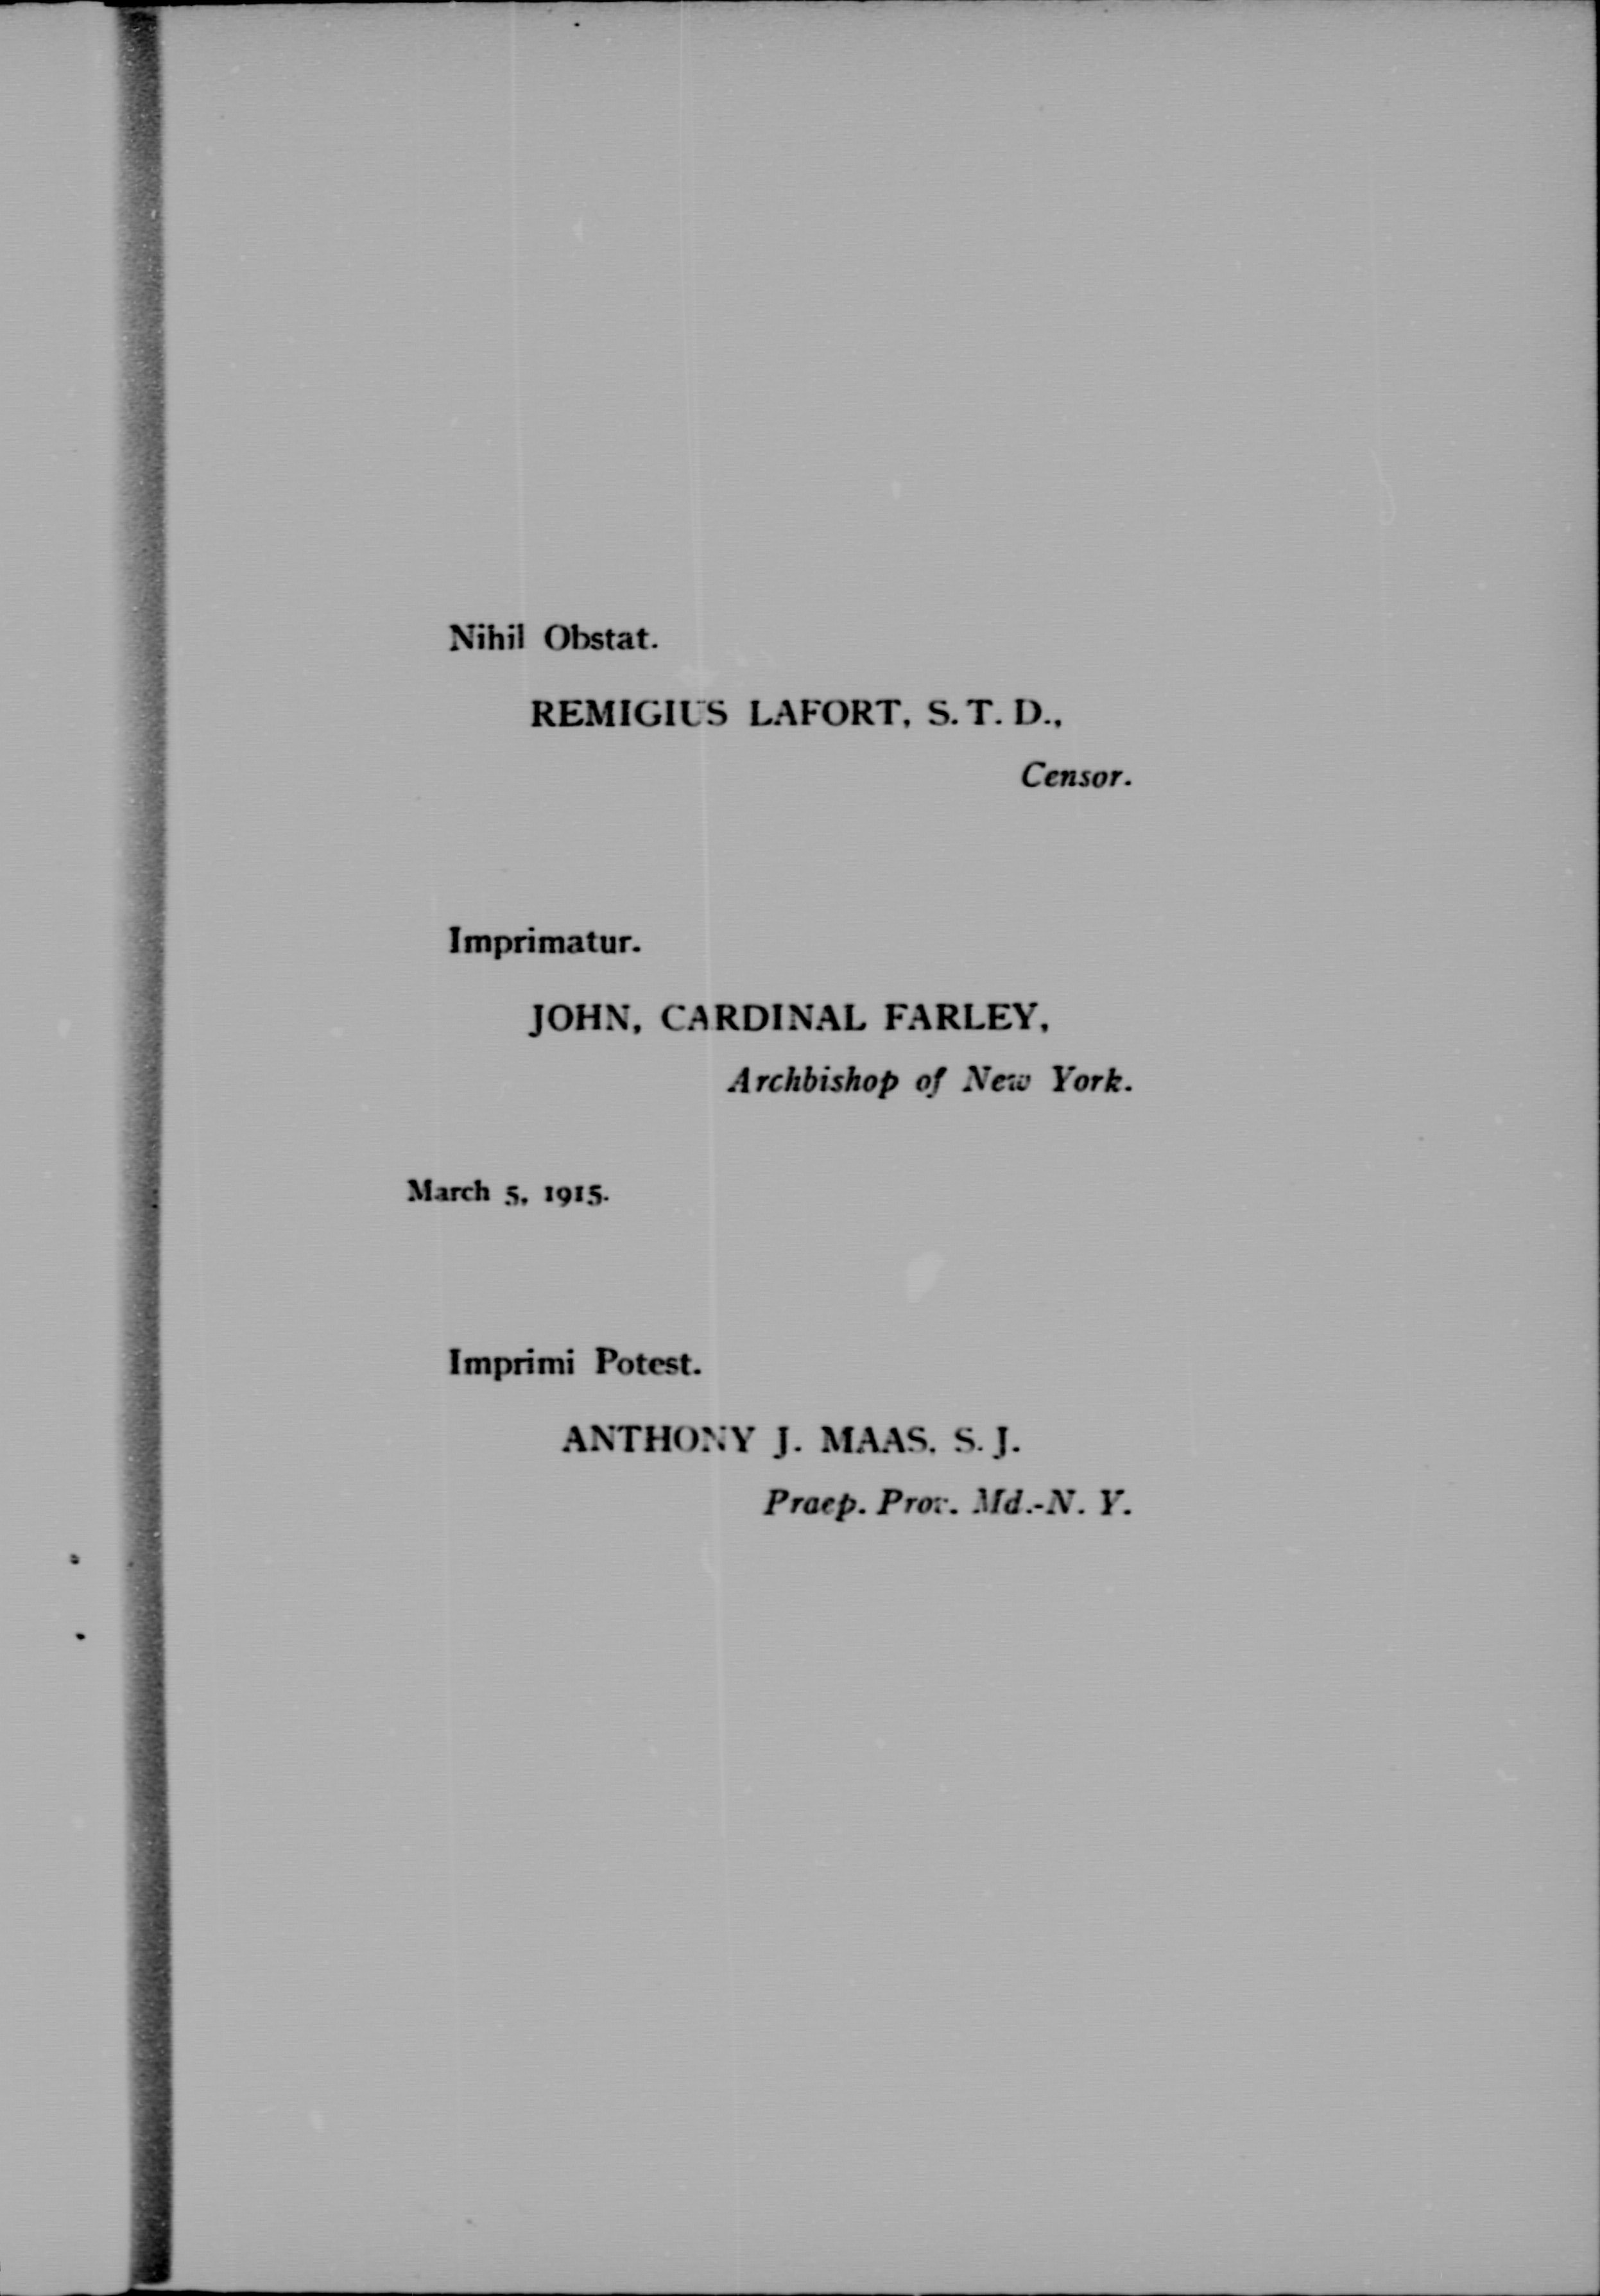 Nihil Obstat.
REMIGIUS LAFORT, S. T. D.,
Censor.
Imprimatur.
JOHN, CARDINAL FARLEY,
Archbishop of New York.
March 5, 1915.
Imprimi Potest.
ANTHONY J. MAAS, S. J.
Praep. Prov. Md.-N. Y.